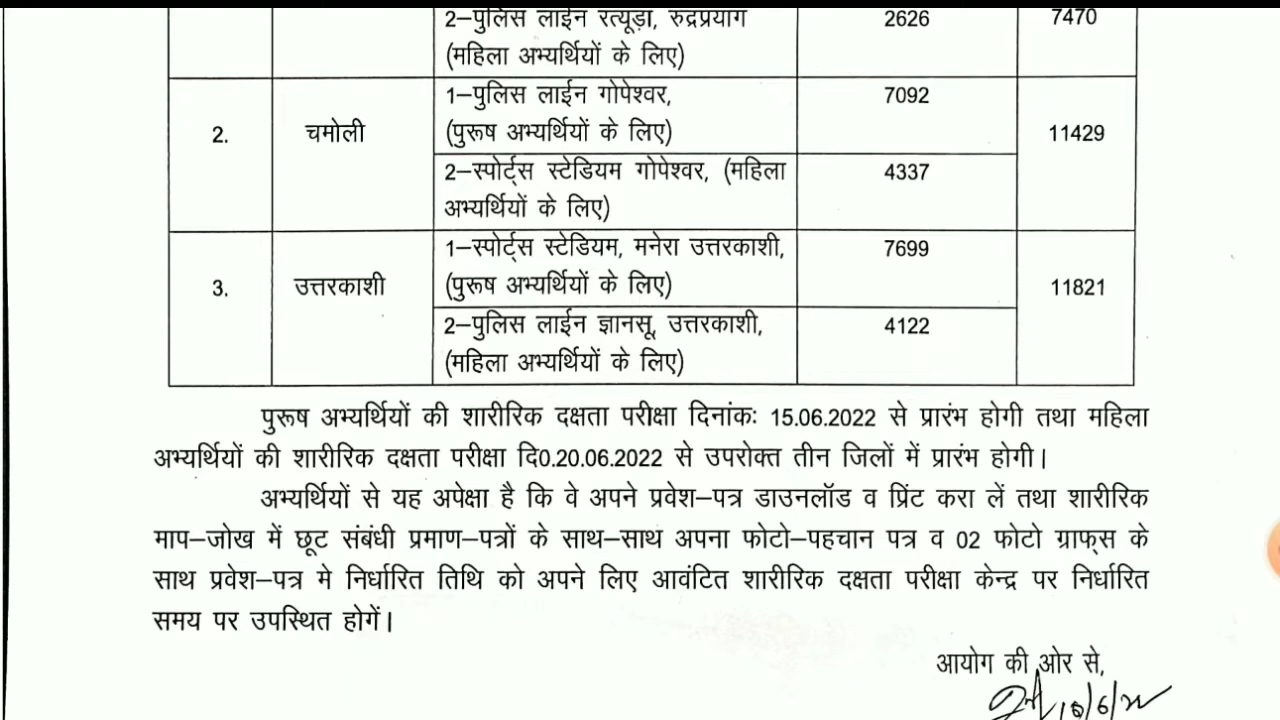 2–पुलिस लाईन रत्यूड़ा, रुद्रप्रयाग 2626 7470
(महिला अभ्यर्थियों के लिए)
1–पुलिस लाईन गोपेश्वर, 7092
2. चमोली (पुरूष अभ्यर्थियों के लिए) 11429
2–स्पोर्ट्स स्टेडियम गोपेश्वर, (महिला 4337
अभ्यर्थियों के लिए)
1–स्पोर्ट्स स्टेडियम, मनेरा उत्तरकाशी, 7699
3. उत्तरकाशी (पुरूष अभ्यर्थियों के लिए) 11821
2–पुलिस लाईन ज्ञानसू, उत्तरकाशी, 4122
(महिला अभ्यर्थियों के लिए)
पुरूष अभ्यर्थियों की शारीरिक दक्षता परीक्षा दिनांकः 15.06.2022 से प्रारंभ होगी तथा महिला
अभ्यर्थियों की शारीरिक दक्षता परीक्षा दि0.20.06.2022 से उपरोक्त तीन जिलों में प्रारंभ होगी।
अभ्यर्थियों से यह अपेक्षा है कि वे अपने प्रवेश–पत्र डाउनलॉड व प्रिंट करा लें तथा शारीरिक
माप–जोख में छूट संबंधी प्रमाण–पत्रों के साथ–साथ अपना फोटो–पहचान पत्र व 02 फोटो ग्राफ्स के
साथ प्रवेश–पत्र मे निर्धारित तिथि को अपने लिए आवंटित शारीरिक दक्षता परीक्षा केन्द्र पर निर्धारित
समय पर उपस्थित होगें।
आयोग की ओर से,
10/6/22